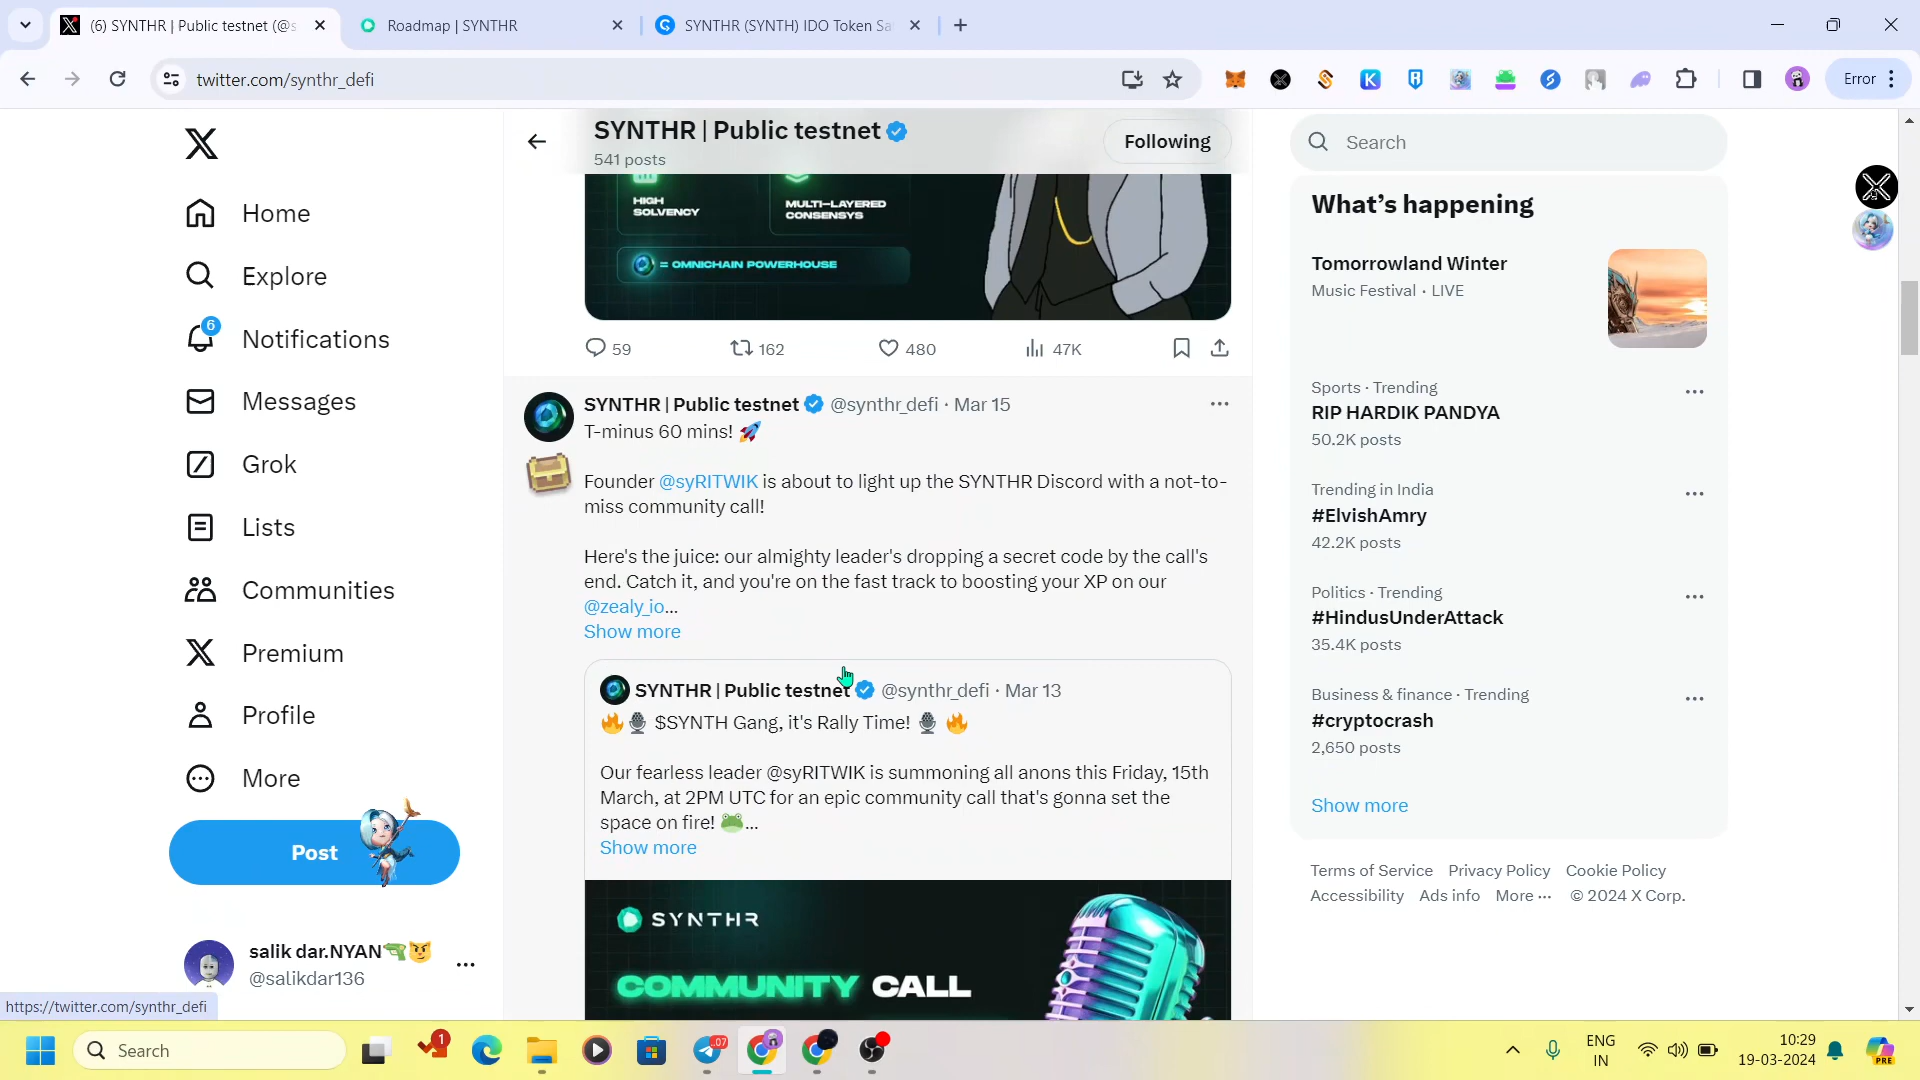 (6) SYNTHR | Public testnet (@s
Roadmap | SYNTHR
SYNTHR (SYNTH) IDO Token Sa
twitter.com/synthr_defi
Error
SYNTHR | Public testnet
541 posts
Following
Search
Home
Explore
6
Notifications
Messages
Grok
Lists
Communities
Premium
Profile
More
Post
salik dar.NYAN🔫😼
@salikdar136
HIGH SOLVENCY
MULTI-LAYERED CONSENSYS
= OMNICHAIN POWERHOUSE
59 162 480 47K
SYNTHR | Public testnet @synthr_defi · Mar 15
T-minus 60 mins! 🚀
Founder @syRITWIK is about to light up the SYNTHR Discord with a not-to-
miss community call!
Here's the juice: our almighty leader's dropping a secret code by the call's
end. Catch it, and you're on the fast track to boosting your XP on our
@zealy_io...
Show more
SYNTHR | Public testnet @synthr_defi · Mar 13
🔥🎙️ $SYNTH Gang, it's Rally Time! 🎙️🔥
Our fearless leader @syRITWIK is summoning all anons this Friday, 15th
March, at 2PM UTC for an epic community call that's gonna set the
space on fire! 🐸...
Show more
SYNTHR
COMMUNITY CALL
What's happening
Tomorrowland Winter
Music Festival · LIVE
Sports · Trending
RIP HARDIK PANDYA
50.2K posts
Trending in India
#ElvishAmry
42.2K posts
Politics · Trending
#HindusUnderAttack
35.4K posts
Business & finance · Trending
#cryptocrash
2,650 posts
Show more
Terms of Service Privacy Policy Cookie Policy
Accessibility Ads info More ··· © 2024 X Corp.
https://twitter.com/synthr_defi
Search
1
.07
ENG
IN
10:29
19-03-2024
PRE